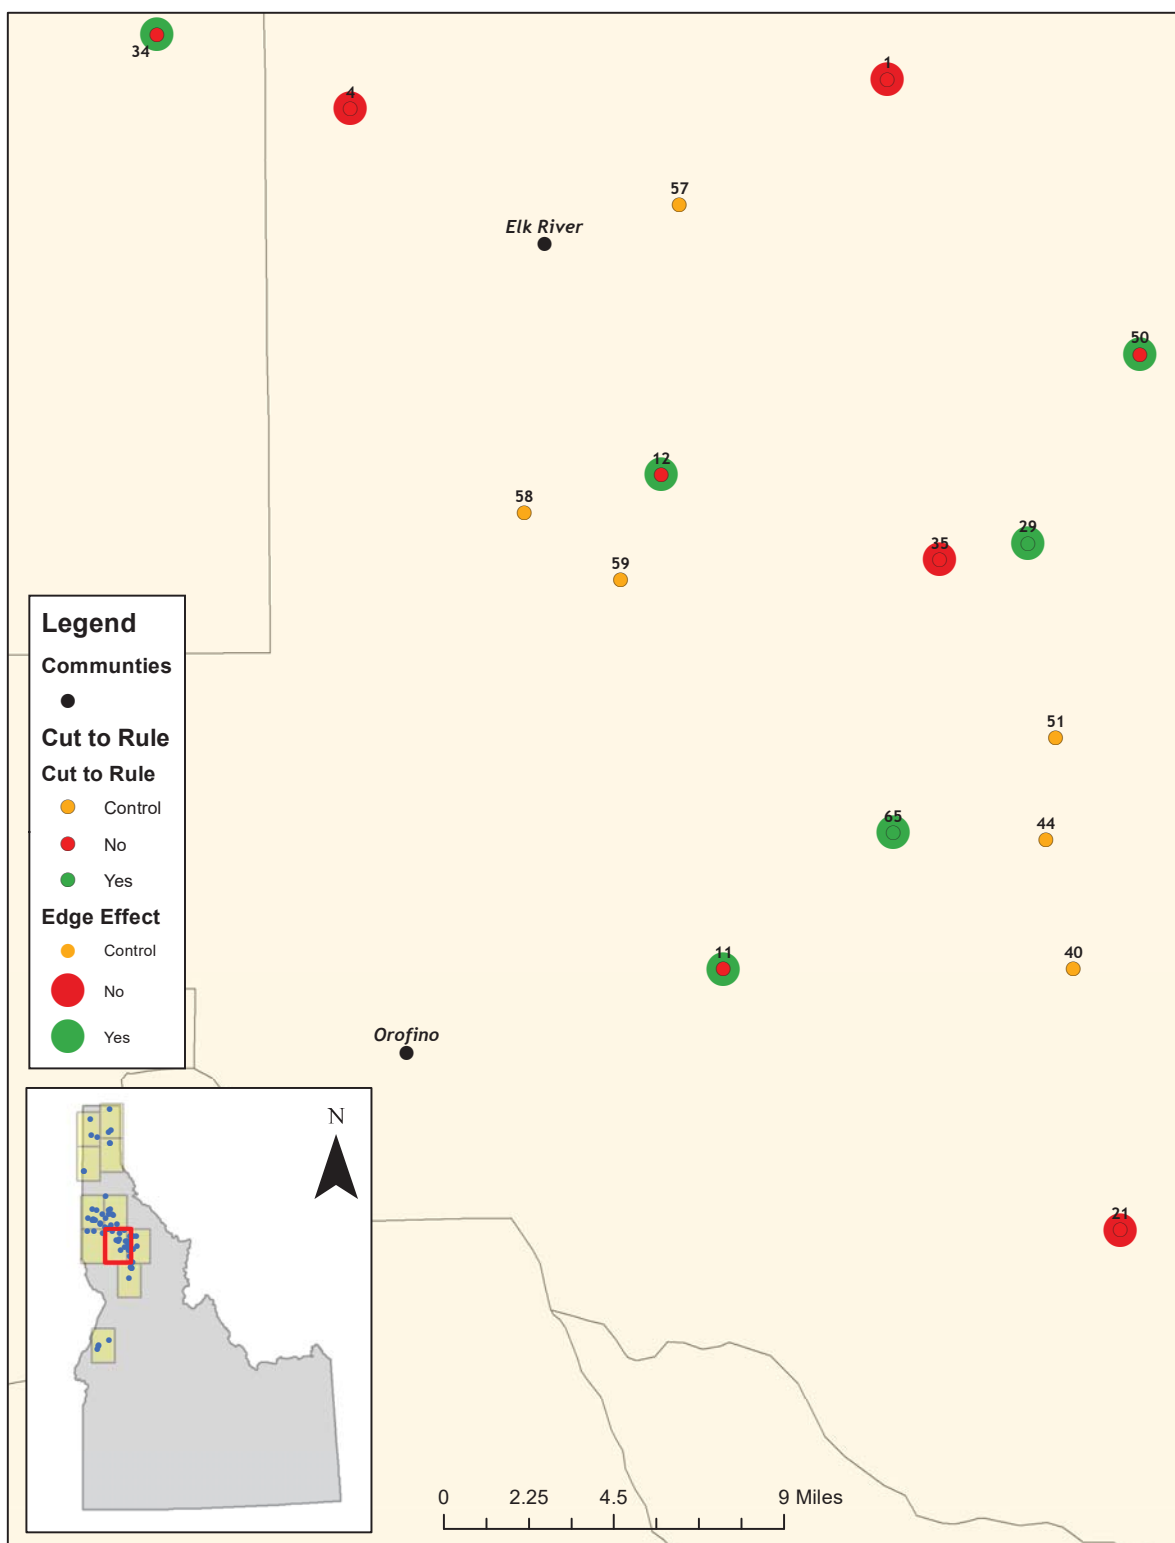 34
1
4
57
Elk River
50
12
58
29
35
59
Legend
Communties
Cut to Rule
Cut to Rule
Control
No
Yes
Edge Effect
Control
No
Yes
51
65
44
11
40
Orofino
N
21
0 2.25 4.5 9 Miles